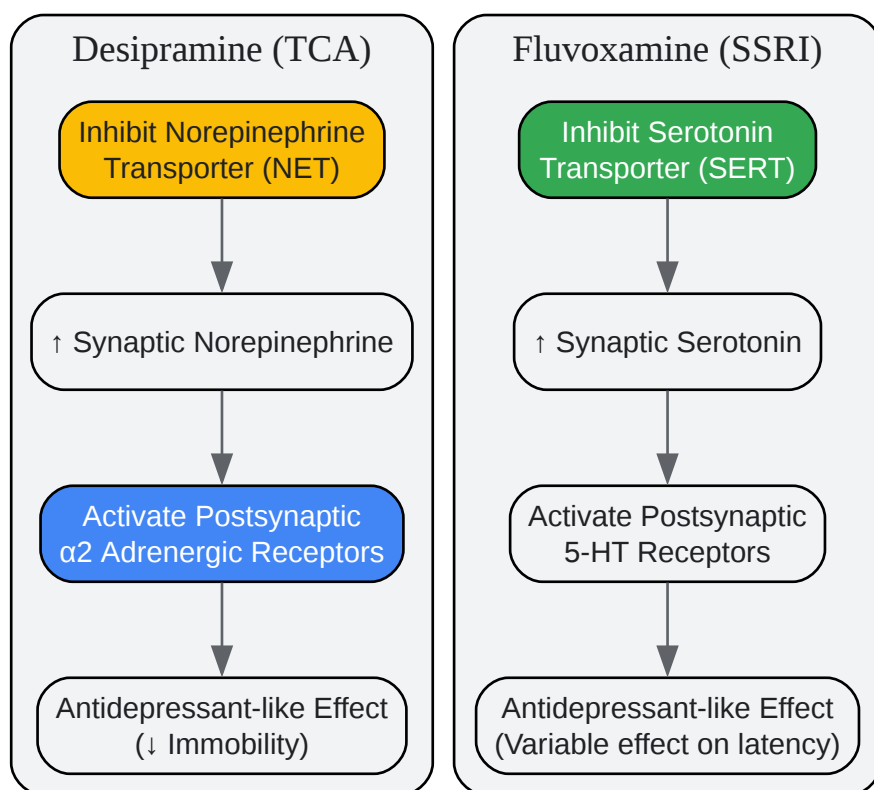 Desipramine (TCA)
Inhibit Norepinephrine
Transporter (NET)
↑ Synaptic Norepinephrine
Activate Postsynaptic
α2 Adrenergic Receptors
Antidepressant-like Effect
(↓ Immobility)
Fluvoxamine (SSRI)
Inhibit Serotonin
Transporter (SERT)
↑ Synaptic Serotonin
Activate Postsynaptic
5-HT Receptors
Antidepressant-like Effect
(Variable effect on latency)